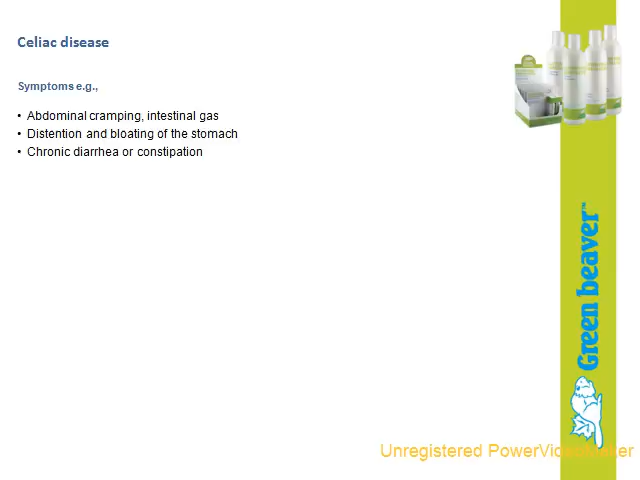 Celiac disease
Symptoms e.g.,
• Abdominal cramping, intestinal gas
• Distention and bloating of the stomach
• Chronic diarrhea or constipation
Green beaver™
Unregistered PowerVideoMaker